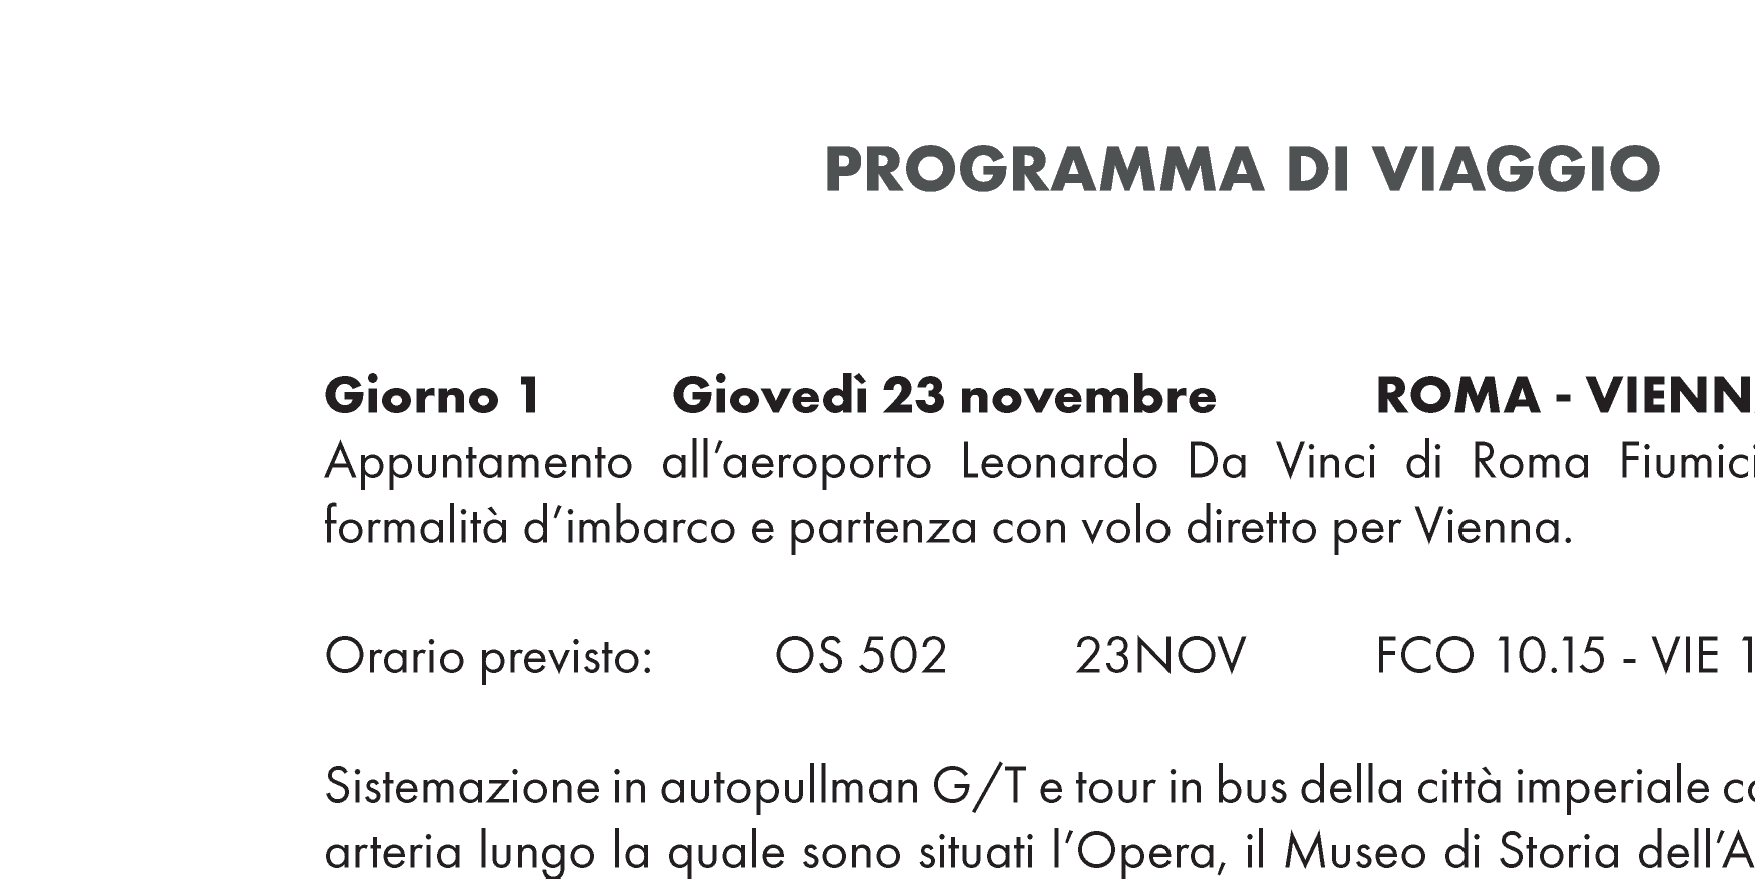 PROGRAMMA DI VIAGGIO
Giorno 1 Giovedì 23 novembre ROMA - VIENN
Appuntamento all’aeroporto Leonardo Da Vinci di Roma Fiumici
formalità d’imbarco e partenza con volo diretto per Vienna.
Orario previsto: OS 502 23NOV FCO 10.15 - VIE 1
Sistemazione in autopullman G/T e tour in bus della città imperiale
arteria lungo la quale sono situati l’Opera, il Museo di Storia dell’A